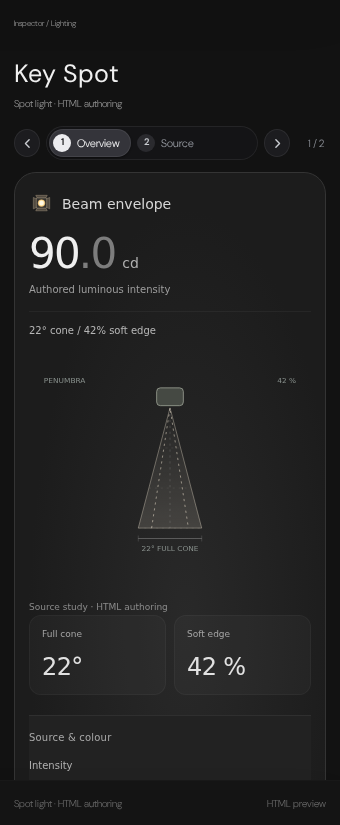 Inspector / Lighting
Key Spot
Spot light · HTML authoring
1 Overview 2 Source 1 / 2
Beam envelope
90.0 cd
Authored luminous intensity
22° cone / 42% soft edge
PENUMBRA 42 %
22° FULL CONE
Source study · HTML authoring
Full cone Soft edge
22° 42 %
Source & colour
Intensity
Spot light · HTML authoring HTML preview